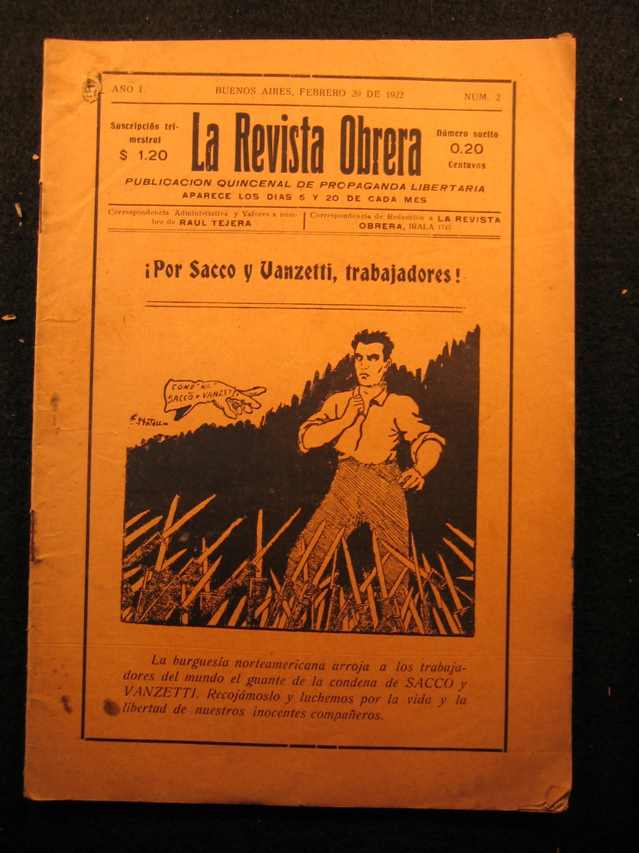 AÑO I.
BUENOS AIRES, FEBRERO 20 DE 1922
NUM. 2
Suscripción tri-
mestral
$ 1.20
La Revista Obrera
Número suelto
0.20
Centavos
PUBLICACION QUINCENAL DE PROPAGANDA LIBERTARIA
APARECE LOS DIAS 5 Y 20 DE CADA MES
Correspondencia Administrativa y Valores a nom-
bre de RAUL TEJERA
Correspondencia de Redacción a LA REVISTA
OBRERA, IRALA 1745
¡Por Sacco y Vanzetti, trabajadores!
CONDENA
SACCO Y VANZETTI
La burguesía norteamericana arroja a los trabaja-
dores del mundo el guante de la condena de SACCO y
VANZETTI. Recojámoslo y luchemos por la vida y la
libertad de nuestros inocentes compañeros.